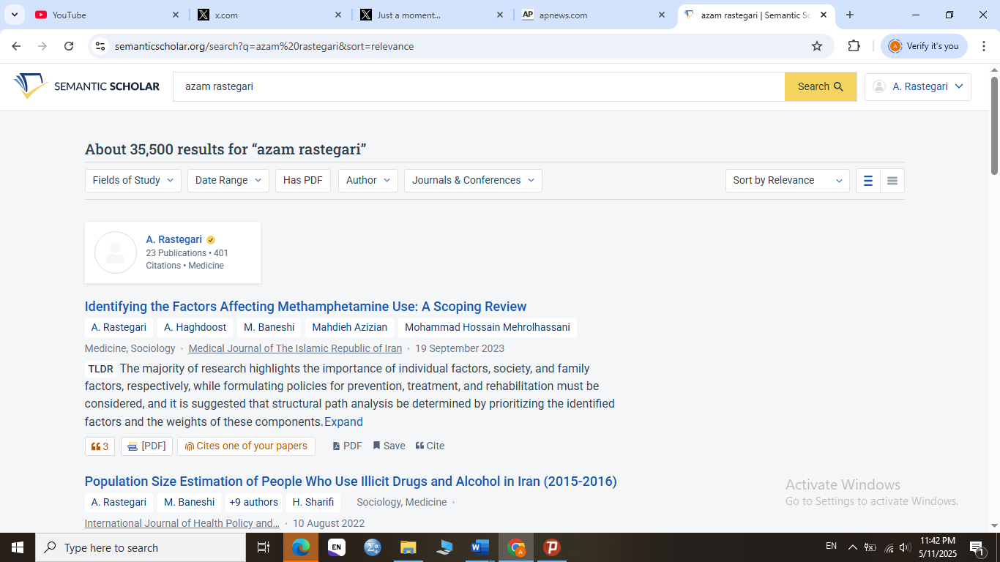 YouTube
x.com
Just a moment...
AP apnews.com
azam rastegari | Semantic Sc
semanticscholar.org/search?q=azam%20rastegari&sort=relevance
A Verify it's you
SEMANTIC SCHOLAR
azam rastegari
Search
A. Rastegari
About 35,500 results for “azam rastegari”
Fields of Study Date Range Has PDF Author Journals & Conferences Sort by Relevance
A. Rastegari
23 Publications • 401
Citations • Medicine
Identifying the Factors Affecting Methamphetamine Use: A Scoping Review
A. Rastegari A. Haghdoost M. Baneshi Mahdieh Azizian Mohammad Hossain Mehrolhassani
Medicine, Sociology · Medical Journal of The Islamic Republic of Iran · 19 September 2023
TLDR The majority of research highlights the importance of individual factors, society, and family
factors, respectively, while formulating policies for prevention, treatment, and rehabilitation must be
considered, and it is suggested that structural path analysis be determined by prioritizing the identified
factors and the weights of these components. Expand
3 [PDF] Cites one of your papers PDF Save Cite
Population Size Estimation of People Who Use Illicit Drugs and Alcohol in Iran (2015-2016)
A. Rastegari M. Baneshi +9 authors H. Sharifi Sociology, Medicine ·
International Journal of Health Policy and… · 10 August 2022
Activate Windows
Go to Settings to activate Windows.
Type here to search
EN
EN
11:42 PM
5/11/2025
1